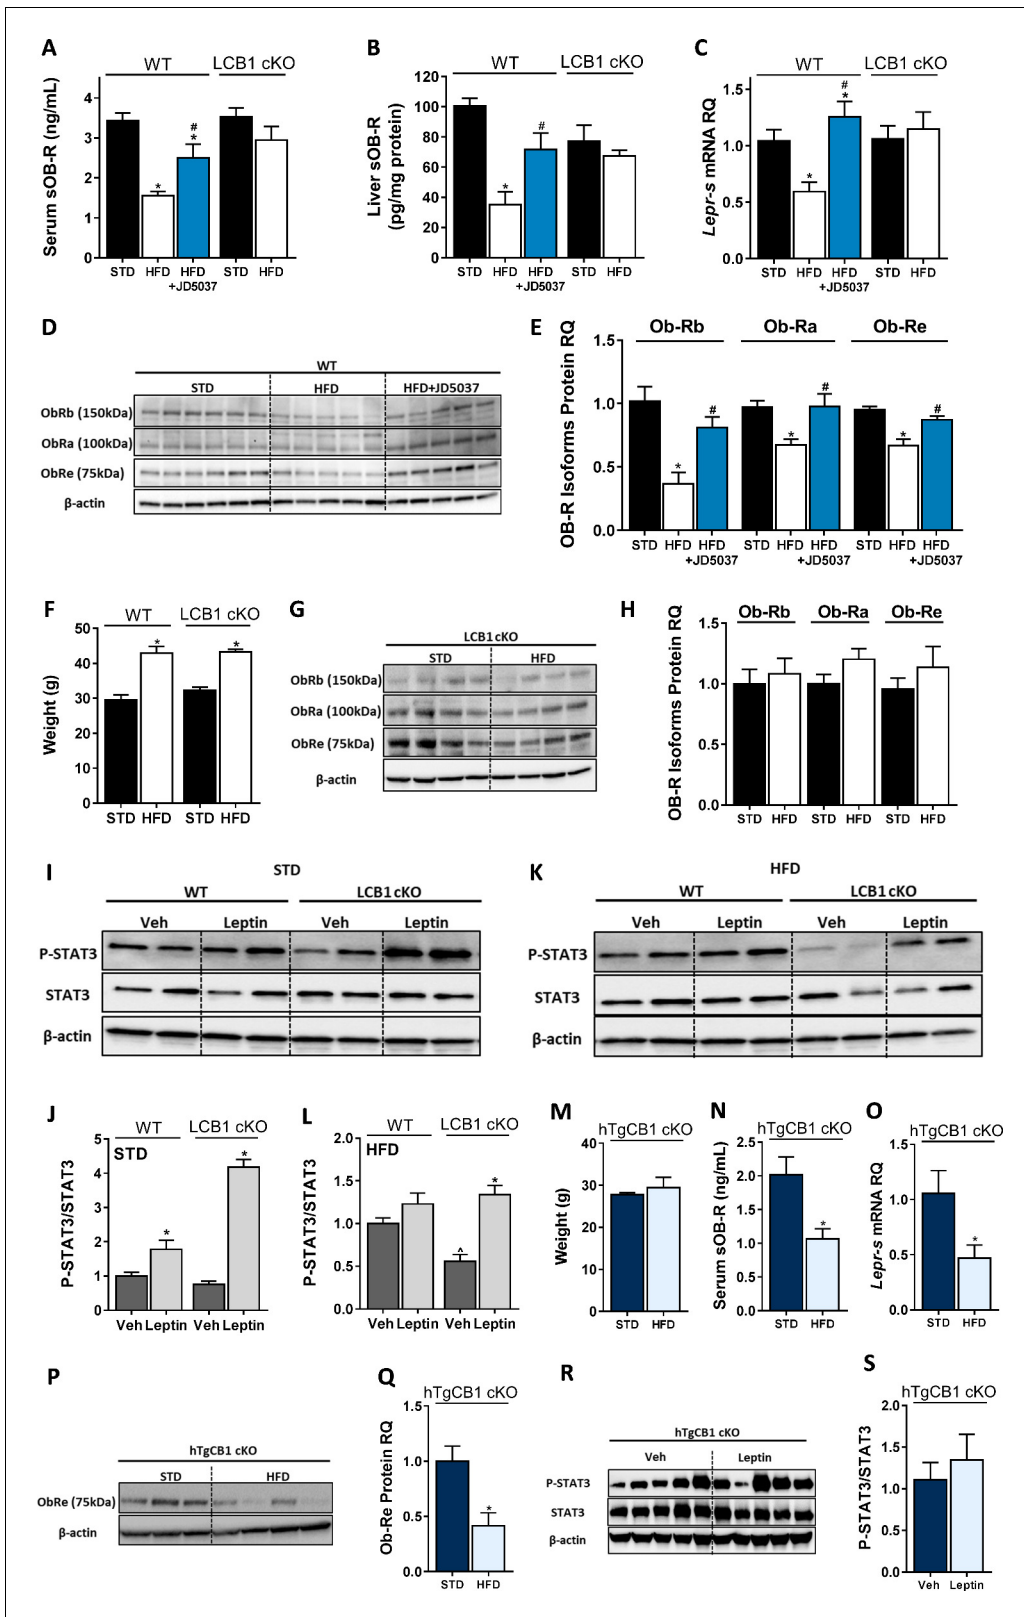 A
WT
LCB1 cKO
Serum sOB-R (ng/mL)
4
3
2
1
0
*
#
*
STD
HFD
HFD
STD
HFD
+JD5037
B
WT
LCB1 cKO
Liver sOB-R
(pg/mg protein)
120
100
80
60
40
20
0
*
#
STD
HFD
HFD
STD
HFD
+JD5037
C
WT
LCB1 cKO
Lepr-s mRNA RQ
1.5
1.0
0.5
0.0
*
#
*
STD
HFD
HFD
STD
HFD
+JD5037
D
WT
STD
HFD
HFD+JD5037
ObRb (150kDa)
ObRa (100kDa)
ObRe (75kDa)
β-actin
E
Ob-Rb
Ob-Ra
Ob-Re
OB-R Isoforms Protein RQ
1.5
1.0
0.5
0.0
*
#
*
#
*
#
STD
HFD
HFD
STD
HFD
HFD
STD
HFD
HFD
+JD5037
+JD5037
+JD5037
F
WT
LCB1 cKO
Weight (g)
50
40
30
20
10
0
*
*
STD
HFD
STD
HFD
G
LCB1 cKO
STD
HFD
ObRb (150kDa)
ObRa (100kDa)
ObRe (75kDa)
β-actin
H
Ob-Rb
Ob-Ra
Ob-Re
OB-R Isoforms Protein RQ
1.5
1.0
0.5
0.0
STD
HFD
STD
HFD
STD
HFD
I
STD
WT
LCB1 cKO
Veh
Leptin
Veh
Leptin
P-STAT3
STAT3
β-actin
K
HFD
WT
LCB1 cKO
Veh
Leptin
Veh
Leptin
P-STAT3
STAT3
β-actin
J
WT
LCB1 cKO
STD
P-STAT3/STAT3
5
4
3
2
1
0
*
*
Veh
Leptin
Veh
Leptin
L
WT
LCB1 cKO
HFD
P-STAT3/STAT3
2.0
1.5
1.0
0.5
0.0
^
*
Veh
Leptin
Veh
Leptin
M
hTgCB1 cKO
Weight (g)
40
30
20
10
0
STD
HFD
N
hTgCB1 cKO
Serum sOB-R (ng/mL)
2.5
2.0
1.5
1.0
0.5
0.0
*
STD
HFD
O
hTgCB1 cKO
Lepr-s mRNA RQ
1.5
1.0
0.5
0.0
*
STD
HFD
P
hTgCB1 cKO
STD
HFD
ObRe (75kDa)
β-actin
Q
hTgCB1 cKO
Ob-Re Protein RQ
1.5
1.0
0.5
0.0
*
STD
HFD
R
hTgCB1 cKO
Veh
Leptin
P-STAT3
STAT3
β-actin
S
hTgCB1 cKO
P-STAT3/STAT3
2.0
1.5
1.0
0.5
0.0
Veh
Leptin